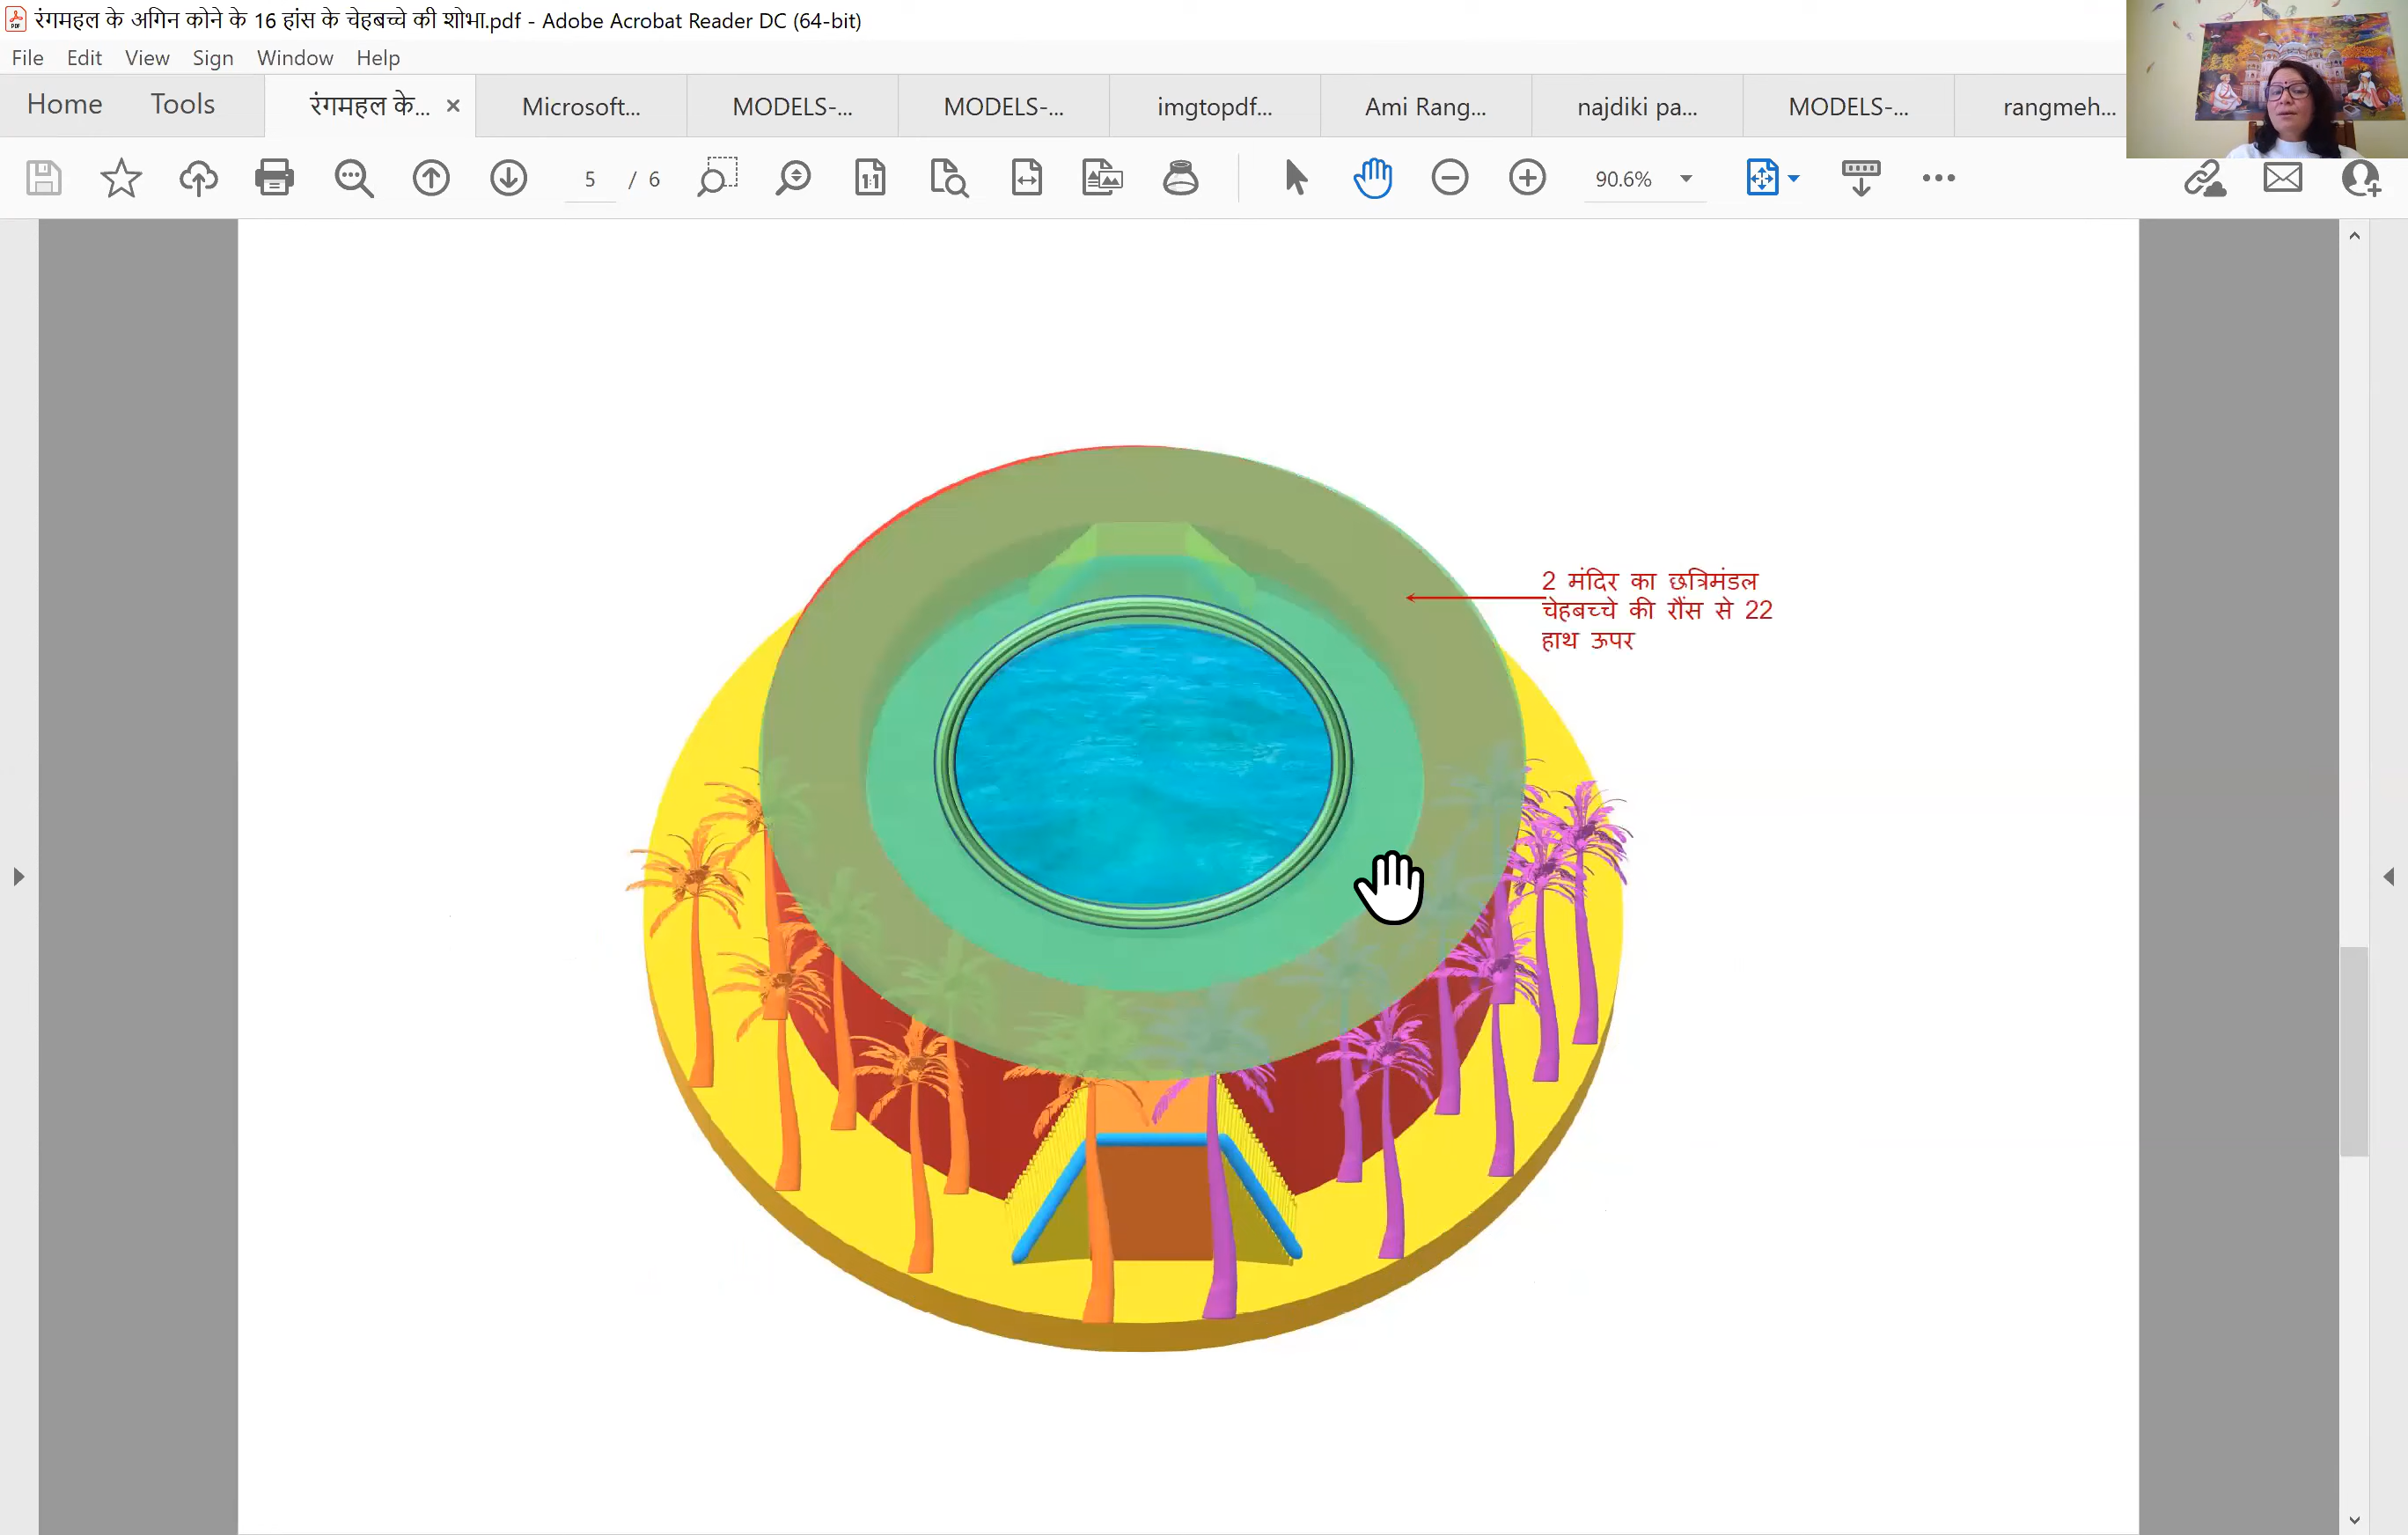 रंगमहल के अगिन कोने के 16 हांस के चेहबच्चे की शोभा.pdf - Adobe Acrobat Reader DC (64-bit)
File Edit View Sign Window Help
Home Tools रंगमहल के... Microsoft... MODELS-... MODELS-... imgtopdf... Ami Rang... najdiki pa... MODELS-... rangmeh...
5 / 6 90.6%
2 मंदिर का छत्रिमंडल
चेहबच्चे की रौंस से 22
हाथ ऊपर